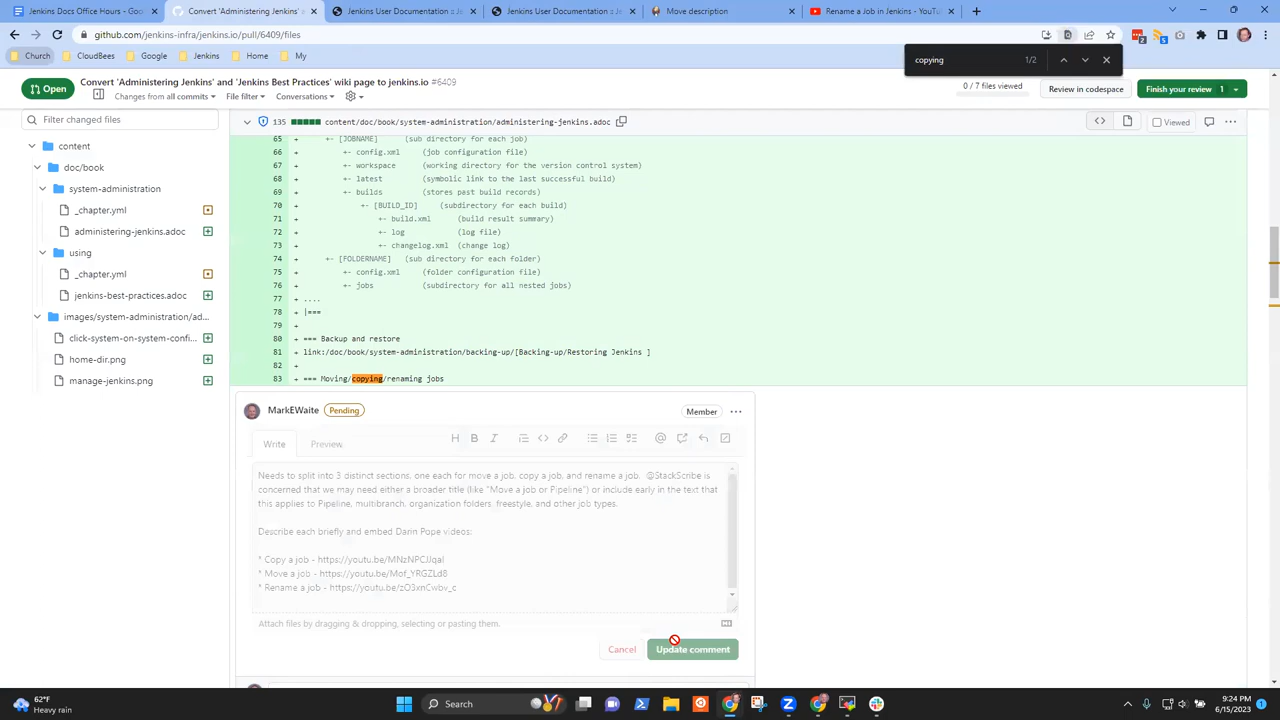 Jenkins Docs Office Hours - Goo
Convert 'Administering Jenkins' a
Jenkins User Documentation a J
Jenkins User Documentation a J
Move description
Rename a Job in Jenkins - YouTu
github.com/jenkins-infra/jenkins.io/pull/6409/files
Church
CloudBees
Google
Jenkins
Home
My
copying
1/2
Open
Convert 'Administering Jenkins' and 'Jenkins Best Practices' wiki page to jenkins.io #6409
Changes from all commits
File filter
Conversations
0 / 7 files viewed
Review in codespace
Finish your review 1
Filter changed files
135
content/doc/book/system-administration/administering-jenkins.adoc
Viewed
content
doc/book
system-administration
_chapter.yml
administering-jenkins.adoc
using
_chapter.yml
jenkins-best-practices.adoc
images/system-administration/ad...
click-system-on-system-confi...
home-dir.png
manage-jenkins.png
65 + +- [JOBNAME] (sub directory for each job)
66 + +- config.xml (job configuration file)
67 + +- workspace (working directory for the version control system)
68 + +- latest (symbolic link to the last successful build)
69 + +- builds (stores past build records)
70 + +- [BUILD_ID] (subdirectory for each build)
71 + +- build.xml (build result summary)
72 + +- log (log file)
73 + +- changelog.xml (change log)
74 + +- [FOLDERNAME] (sub directory for each folder)
75 + +- config.xml (folder configuration file)
76 + +- jobs (subdirectory for all nested jobs)
77 + ....
78 + |===
79 +
80 + === Backup and restore
81 + link:/doc/book/system-administration/backing-up/[Backing-up/Restoring Jenkins ]
82 +
83 + === Moving/copying/renaming jobs
MarkEWaite
Pending
Member
Write
Preview
Needs to split into 3 distinct sections, one each for move a job, copy a job, and rename a job. @StackScribe is
concerned that we may need either a broader title (like "Move a job or Pipeline") or include early in the text that
this applies to Pipeline, multibranch, organization folders, freestyle, and other job types.
Describe each briefly and embed Darin Pope videos:
* Copy a job - https://youtu.be/MNzNPCJJqaI
* Move a job - https://youtu.be/Mof_YRGZLd8
* Rename a job - https://youtu.be/zO3xnCwbv_c
Attach files by dragging & dropping, selecting or pasting them.
Cancel
Update comment
62°F
Heavy rain
Search
9:24 PM
6/15/2023